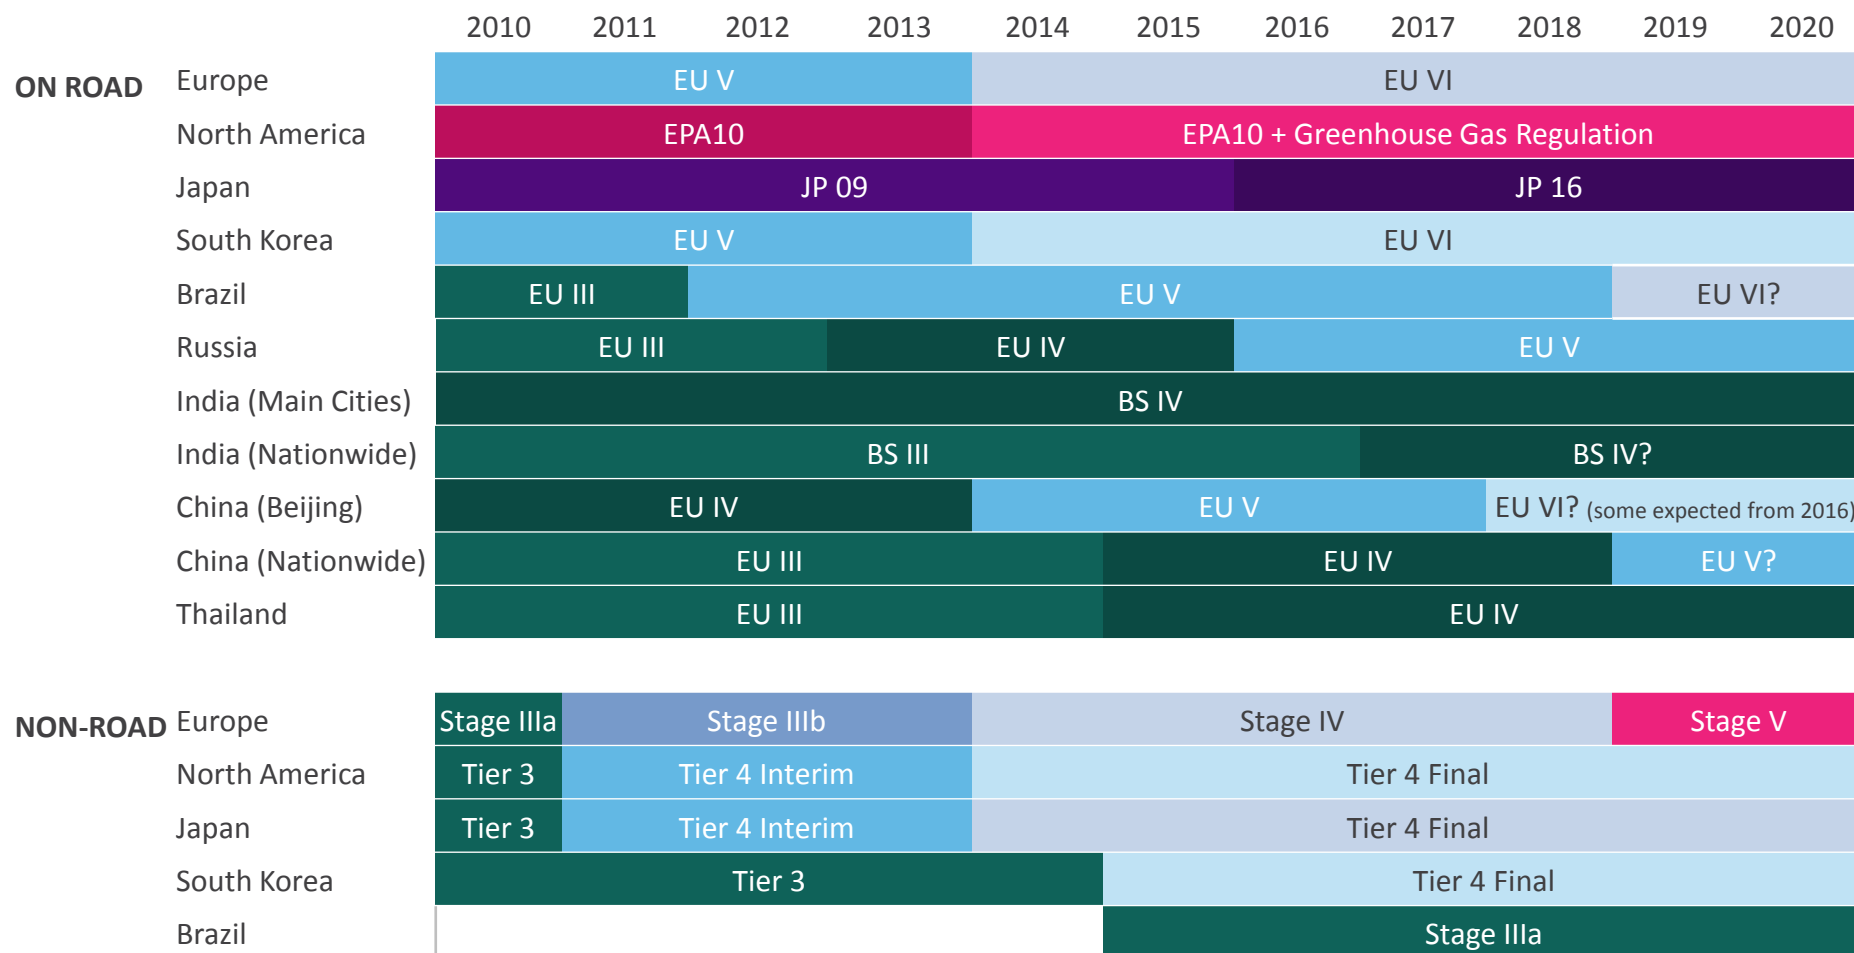 2010 2011 2012 2013 2014 2015 2016 2017 2018 2019 2020
ON ROAD Europe EU V EU VI
North America EPA10 EPA10 + Greenhouse Gas Regulation
Japan JP 09 JP 16
South Korea EU V EU VI
Brazil EU III EU V EU VI?
Russia EU III EU IV EU V
India (Main Cities) BS IV
India (Nationwide) BS III BS IV?
China (Beijing) EU IV EU V EU VI? (some expected from 2016)
China (Nationwide) EU III EU IV EU V?
Thailand EU III EU IV
NON-ROAD Europe Stage IIIa Stage IIIb Stage IV Stage V
North America Tier 3 Tier 4 Interim Tier 4 Final
Japan Tier 3 Tier 4 Interim Tier 4 Final
South Korea Tier 3 Tier 4 Final
Brazil Stage IIIa